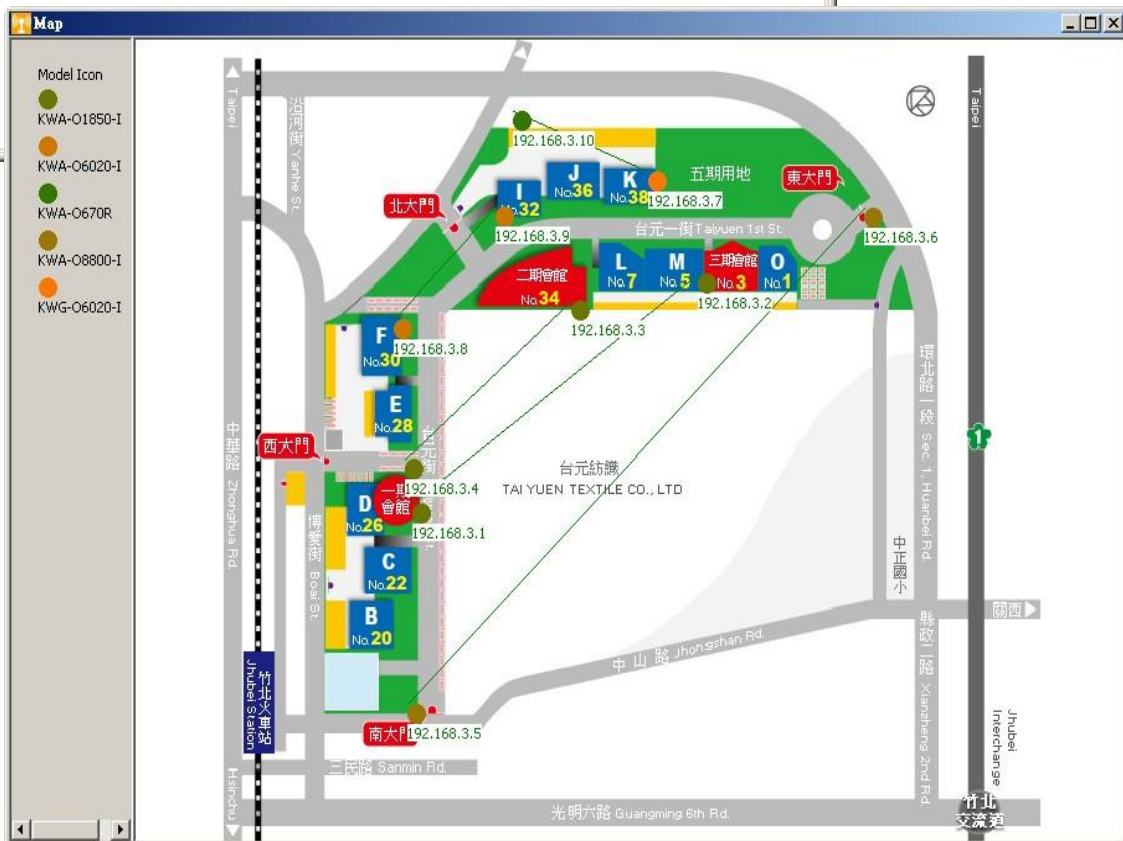 Map
Model Icon
KWA-O1850-I
KWA-O6020-I
KWA-O670R
KWA-O8800-I
KWG-O6020-I
Taipei
沿河街 Yanhe St.
Taipei
192.168.3.10
J
No.36
K
No.38
I
No.32
192.168.3.7
五期用地
東大門
北大門
192.168.3.9
台元一街Taiyuen 1st St.
192.168.3.6
二期會館
No.34
L
No.7
M
No.5
三期會館
No.3
O
No.1
192.168.3.2
192.168.3.3
F
No.30
192.168.3.8
E
No.28
環北路一段 Sec. 1, Huanbei Rd.
中華路 Zhonghua Rd.
西大門
台元街
1
台元紡織
TAI YUEN TEXTILE CO., LTD
192.168.3.4
D
No.26
一期
會館
192.168.3.1
博愛街 Boai St.
中正國小
C
No.22
B
No.20
關西
中山路 Jhongshan Rd.
縣政二路 Xianzheng 2nd Rd.
竹北火車站
Jhubei Station
南大門
192.168.3.5
Jhubei
Interchange
三民路 Sanmin Rd.
Hsinchu
光明六路 Guangming 6th Rd.
竹北
交流道